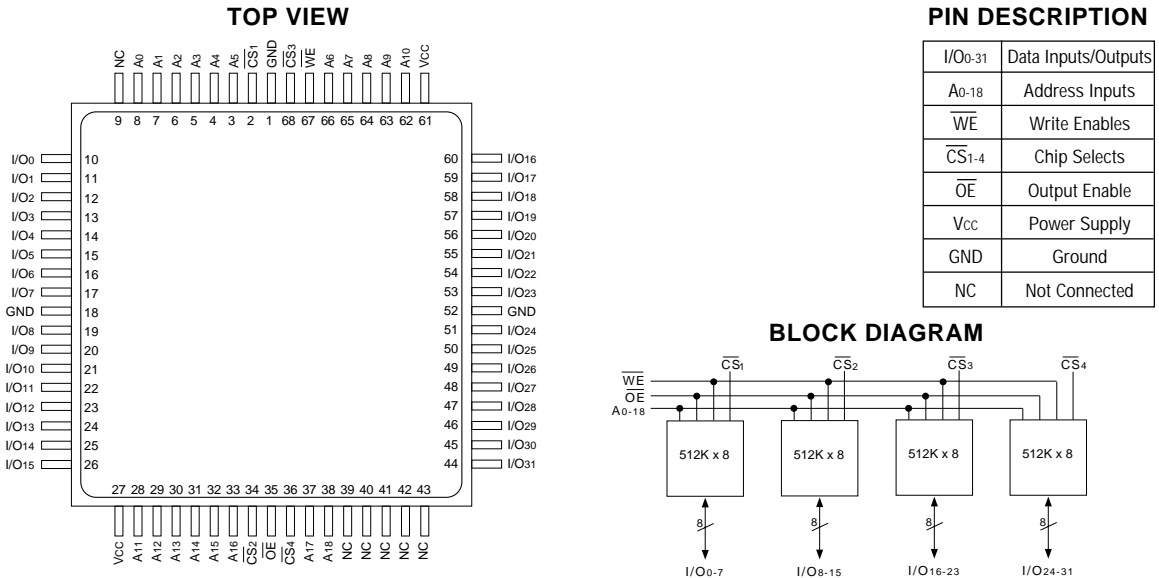 TOP VIEW
NC A0 A1 A2 A3 A4 A5 CS1 GND CS3 WE A6 A7 A8 A9 A10 VCC
9 8 7 6 5 4 3 2 1 68 67 66 65 64 63 62 61
I/O0 10 60 I/O16
I/O1 11 59 I/O17
I/O2 12 58 I/O18
I/O3 13 57 I/O19
I/O4 14 56 I/O20
I/O5 15 55 I/O21
I/O6 16 54 I/O22
I/O7 17 53 I/O23
GND 18 52 GND
I/O8 19 51 I/O24
I/O9 20 50 I/O25
I/O10 21 49 I/O26
I/O11 22 48 I/O27
I/O12 23 47 I/O28
I/O13 24 46 I/O29
I/O14 25 45 I/O30
I/O15 26 44 I/O31
27 28 29 30 31 32 33 34 35 36 37 38 39 40 41 42 43
VCC A11 A12 A13 A14 A15 A16 CS2 OE CS4 A17 A18 NC NC NC NC NC
PIN DESCRIPTION
I/O0-31 Data Inputs/Outputs
A0-18 Address Inputs
WE Write Enables
CS1-4 Chip Selects
OE Output Enable
VCC Power Supply
GND Ground
NC Not Connected
BLOCK DIAGRAM
CS1 CS2 CS3 CS4
WE
OE
A0-18
512K x 8 512K x 8 512K x 8 512K x 8
8 8 8 8
I/O0-7 I/O8-15 I/O16-23 I/O24-31